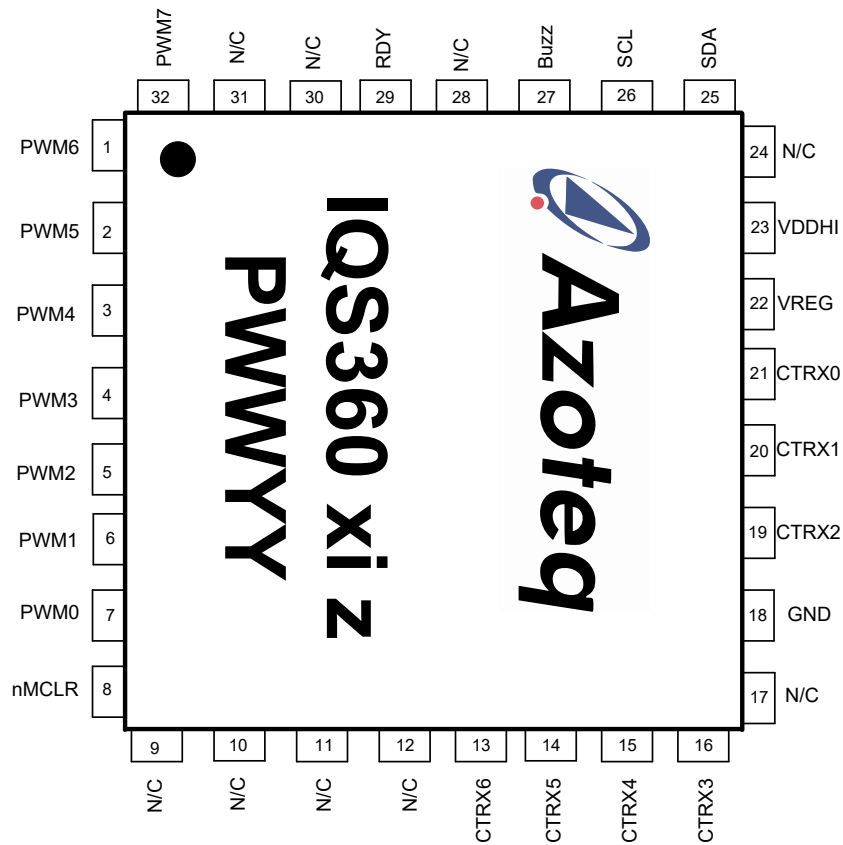 PWM7
N/C
N/C
RDY
N/C
Buzz
SCL
SDA
32
31
30
29
28
27
26
25
PWM6 1
PWM5 2
PWM4 3
PWM3 4
PWM2 5
PWM1 6
PWM0 7
nMCLR 8
Azoteq
IQS360 xi z
PWWYY
24 N/C
23 VDDHI
22 VREG
21 CTRX0
20 CTRX1
19 CTRX2
18 GND
17 N/C
9
10
11
12
13
14
15
16
N/C
N/C
N/C
N/C
CTRX6
CTRX5
CTRX4
CTRX3